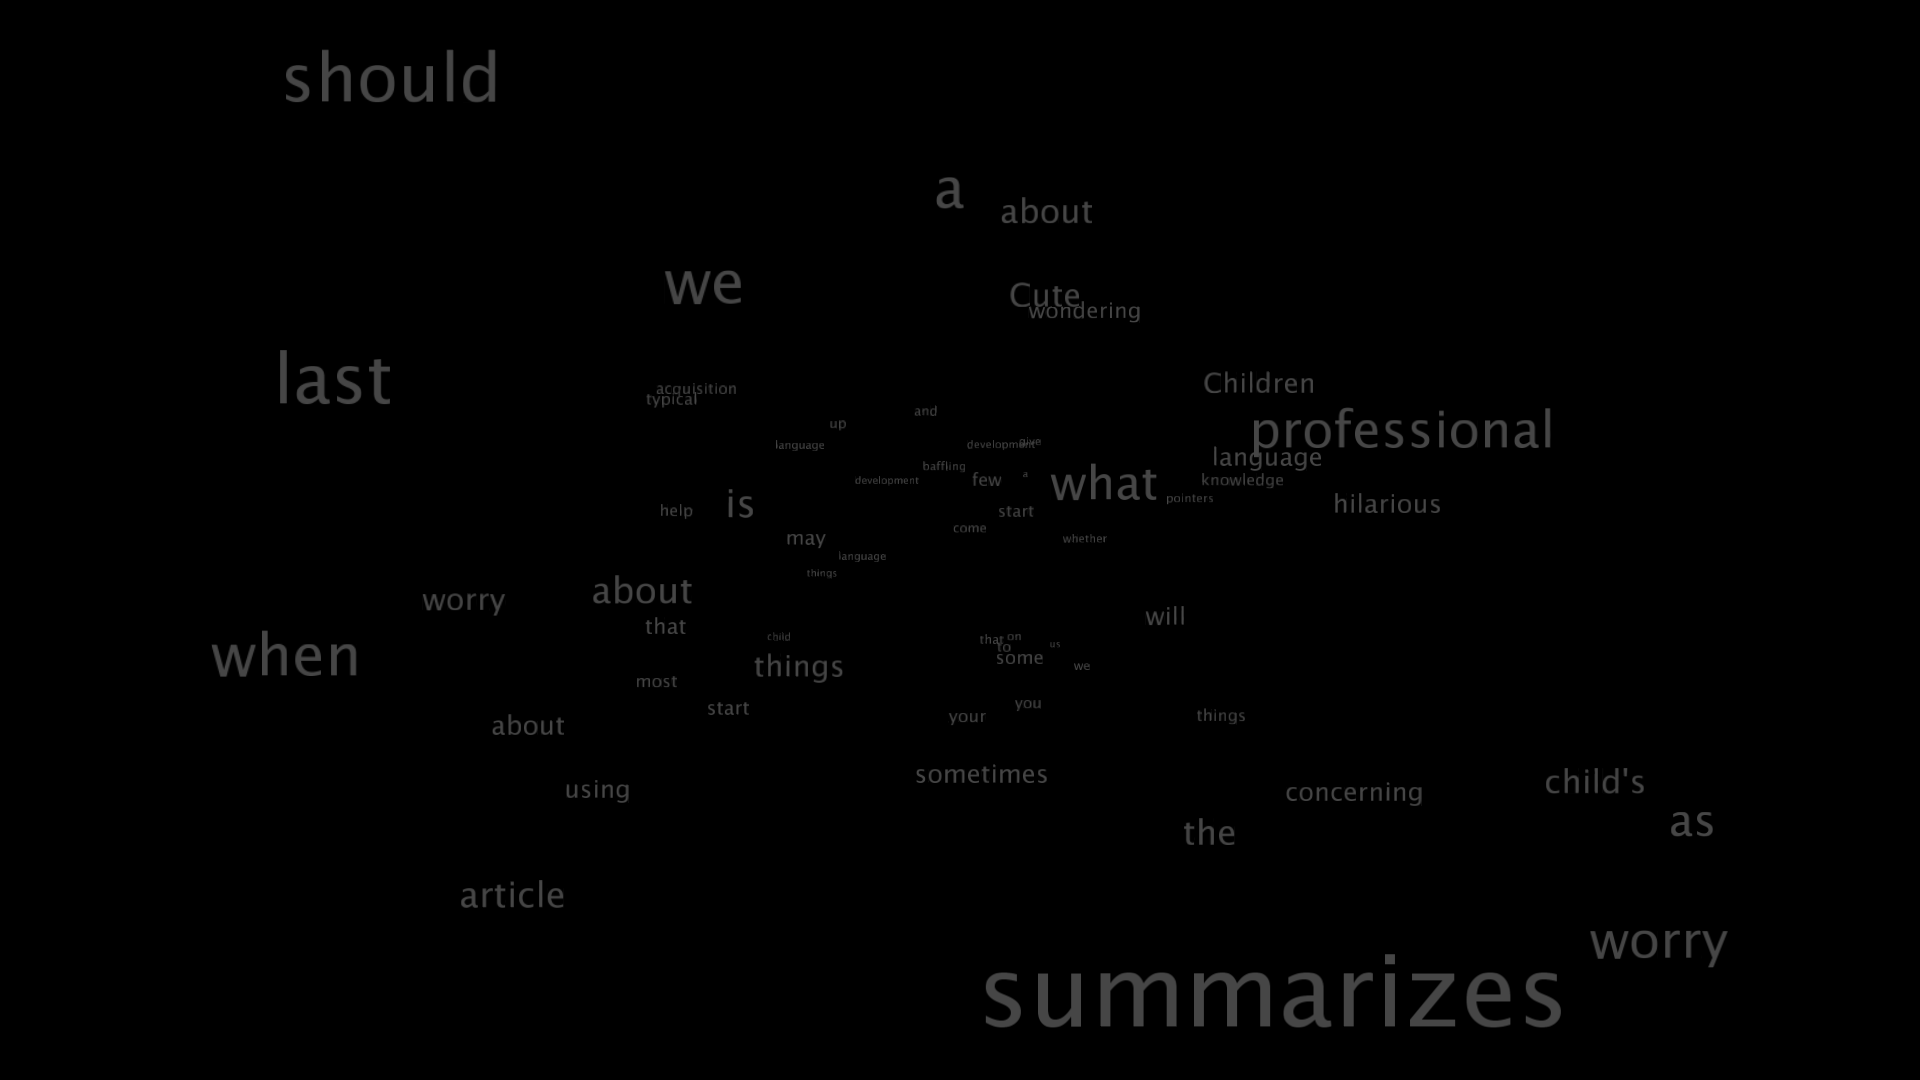 should
a
about
we
Cute
wondering
last
Children
acquisition
typical
professional
and
up
language
development
give
language
baffling
few
a
what
knowledge
development
pointers
is
hilarious
help
start
come
may
whether
language
things
about
worry
will
that
when
child
that
on
to
us
some
things
we
most
start
you
your
things
about
sometimes
child's
using
concerning
as
the
article
worry
summarizes